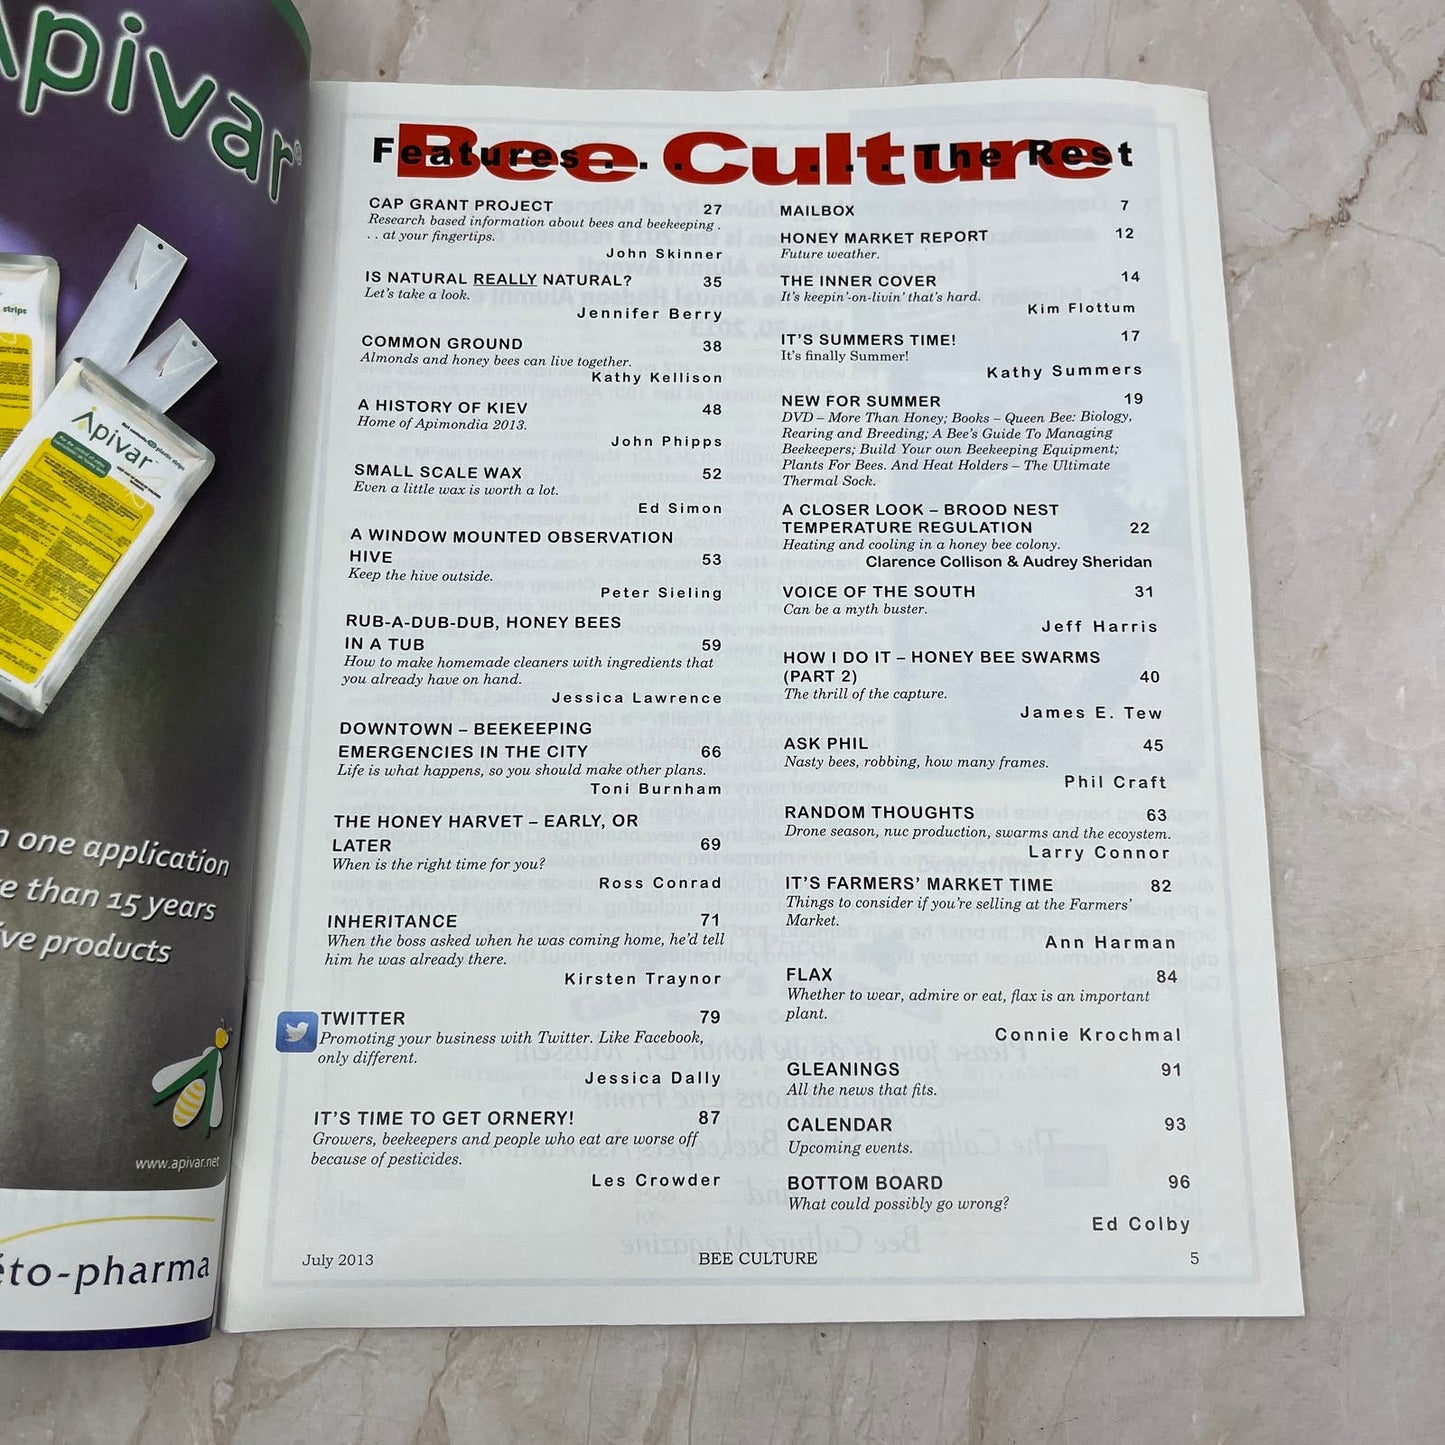 Apivar®
strips
Apivar™
n one application
re than 15 years
ive products
www.apivar.net
éto-pharma
Bee Culture
Features . . . . . . . The Rest
CAP GRANT PROJECT 27
Research based information about bees and beekeeping .
. . at your fingertips.
John Skinner
IS NATURAL REALLY NATURAL? 35
Let's take a look.
Jennifer Berry
COMMON GROUND 38
Almonds and honey bees can live together.
Kathy Kellison
A HISTORY OF KIEV 48
Home of Apimondia 2013.
John Phipps
SMALL SCALE WAX 52
Even a little wax is worth a lot.
Ed Simon
A WINDOW MOUNTED OBSERVATION
HIVE 53
Keep the hive outside.
Peter Sieling
RUB-A-DUB-DUB, HONEY BEES
IN A TUB 59
How to make homemade cleaners with ingredients that
you already have on hand.
Jessica Lawrence
DOWNTOWN – BEEKEEPING
EMERGENCIES IN THE CITY 66
Life is what happens, so you should make other plans.
Toni Burnham
THE HONEY HARVET – EARLY, OR
LATER 69
When is the right time for you?
Ross Conrad
INHERITANCE 71
When the boss asked when he was coming home, he'd tell
him he was already there.
Kirsten Traynor
TWITTER 79
Promoting your business with Twitter. Like Facebook,
only different.
Jessica Dally
IT'S TIME TO GET ORNERY! 87
Growers, beekeepers and people who eat are worse off
because of pesticides.
Les Crowder
MAILBOX 7
HONEY MARKET REPORT 12
Future weather.
THE INNER COVER 14
It's keepin'-on-livin' that's hard.
Kim Flottum
IT'S SUMMERS TIME! 17
It's finally Summer!
Kathy Summers
NEW FOR SUMMER 19
DVD – More Than Honey; Books – Queen Bee: Biology,
Rearing and Breeding; A Bee's Guide To Managing
Beekeepers; Build Your own Beekeeping Equipment;
Plants For Bees. And Heat Holders – The Ultimate
Thermal Sock.
A CLOSER LOOK – BROOD NEST
TEMPERATURE REGULATION 22
Heating and cooling in a honey bee colony.
Clarence Collison & Audrey Sheridan
VOICE OF THE SOUTH 31
Can be a myth buster.
Jeff Harris
HOW I DO IT – HONEY BEE SWARMS
(PART 2) 40
The thrill of the capture.
James E. Tew
ASK PHIL 45
Nasty bees, robbing, how many frames.
Phil Craft
RANDOM THOUGHTS 63
Drone season, nuc production, swarms and the ecoystem.
Larry Connor
IT'S FARMERS' MARKET TIME 82
Things to consider if you're selling at the Farmers'
Market.
Ann Harman
FLAX 84
Whether to wear, admire or eat, flax is an important
plant.
Connie Krochmal
GLEANINGS 91
All the news that fits.
CALENDAR 93
Upcoming events.
BOTTOM BOARD 96
What could possibly go wrong?
Ed Colby
July 2013 BEE CULTURE 5